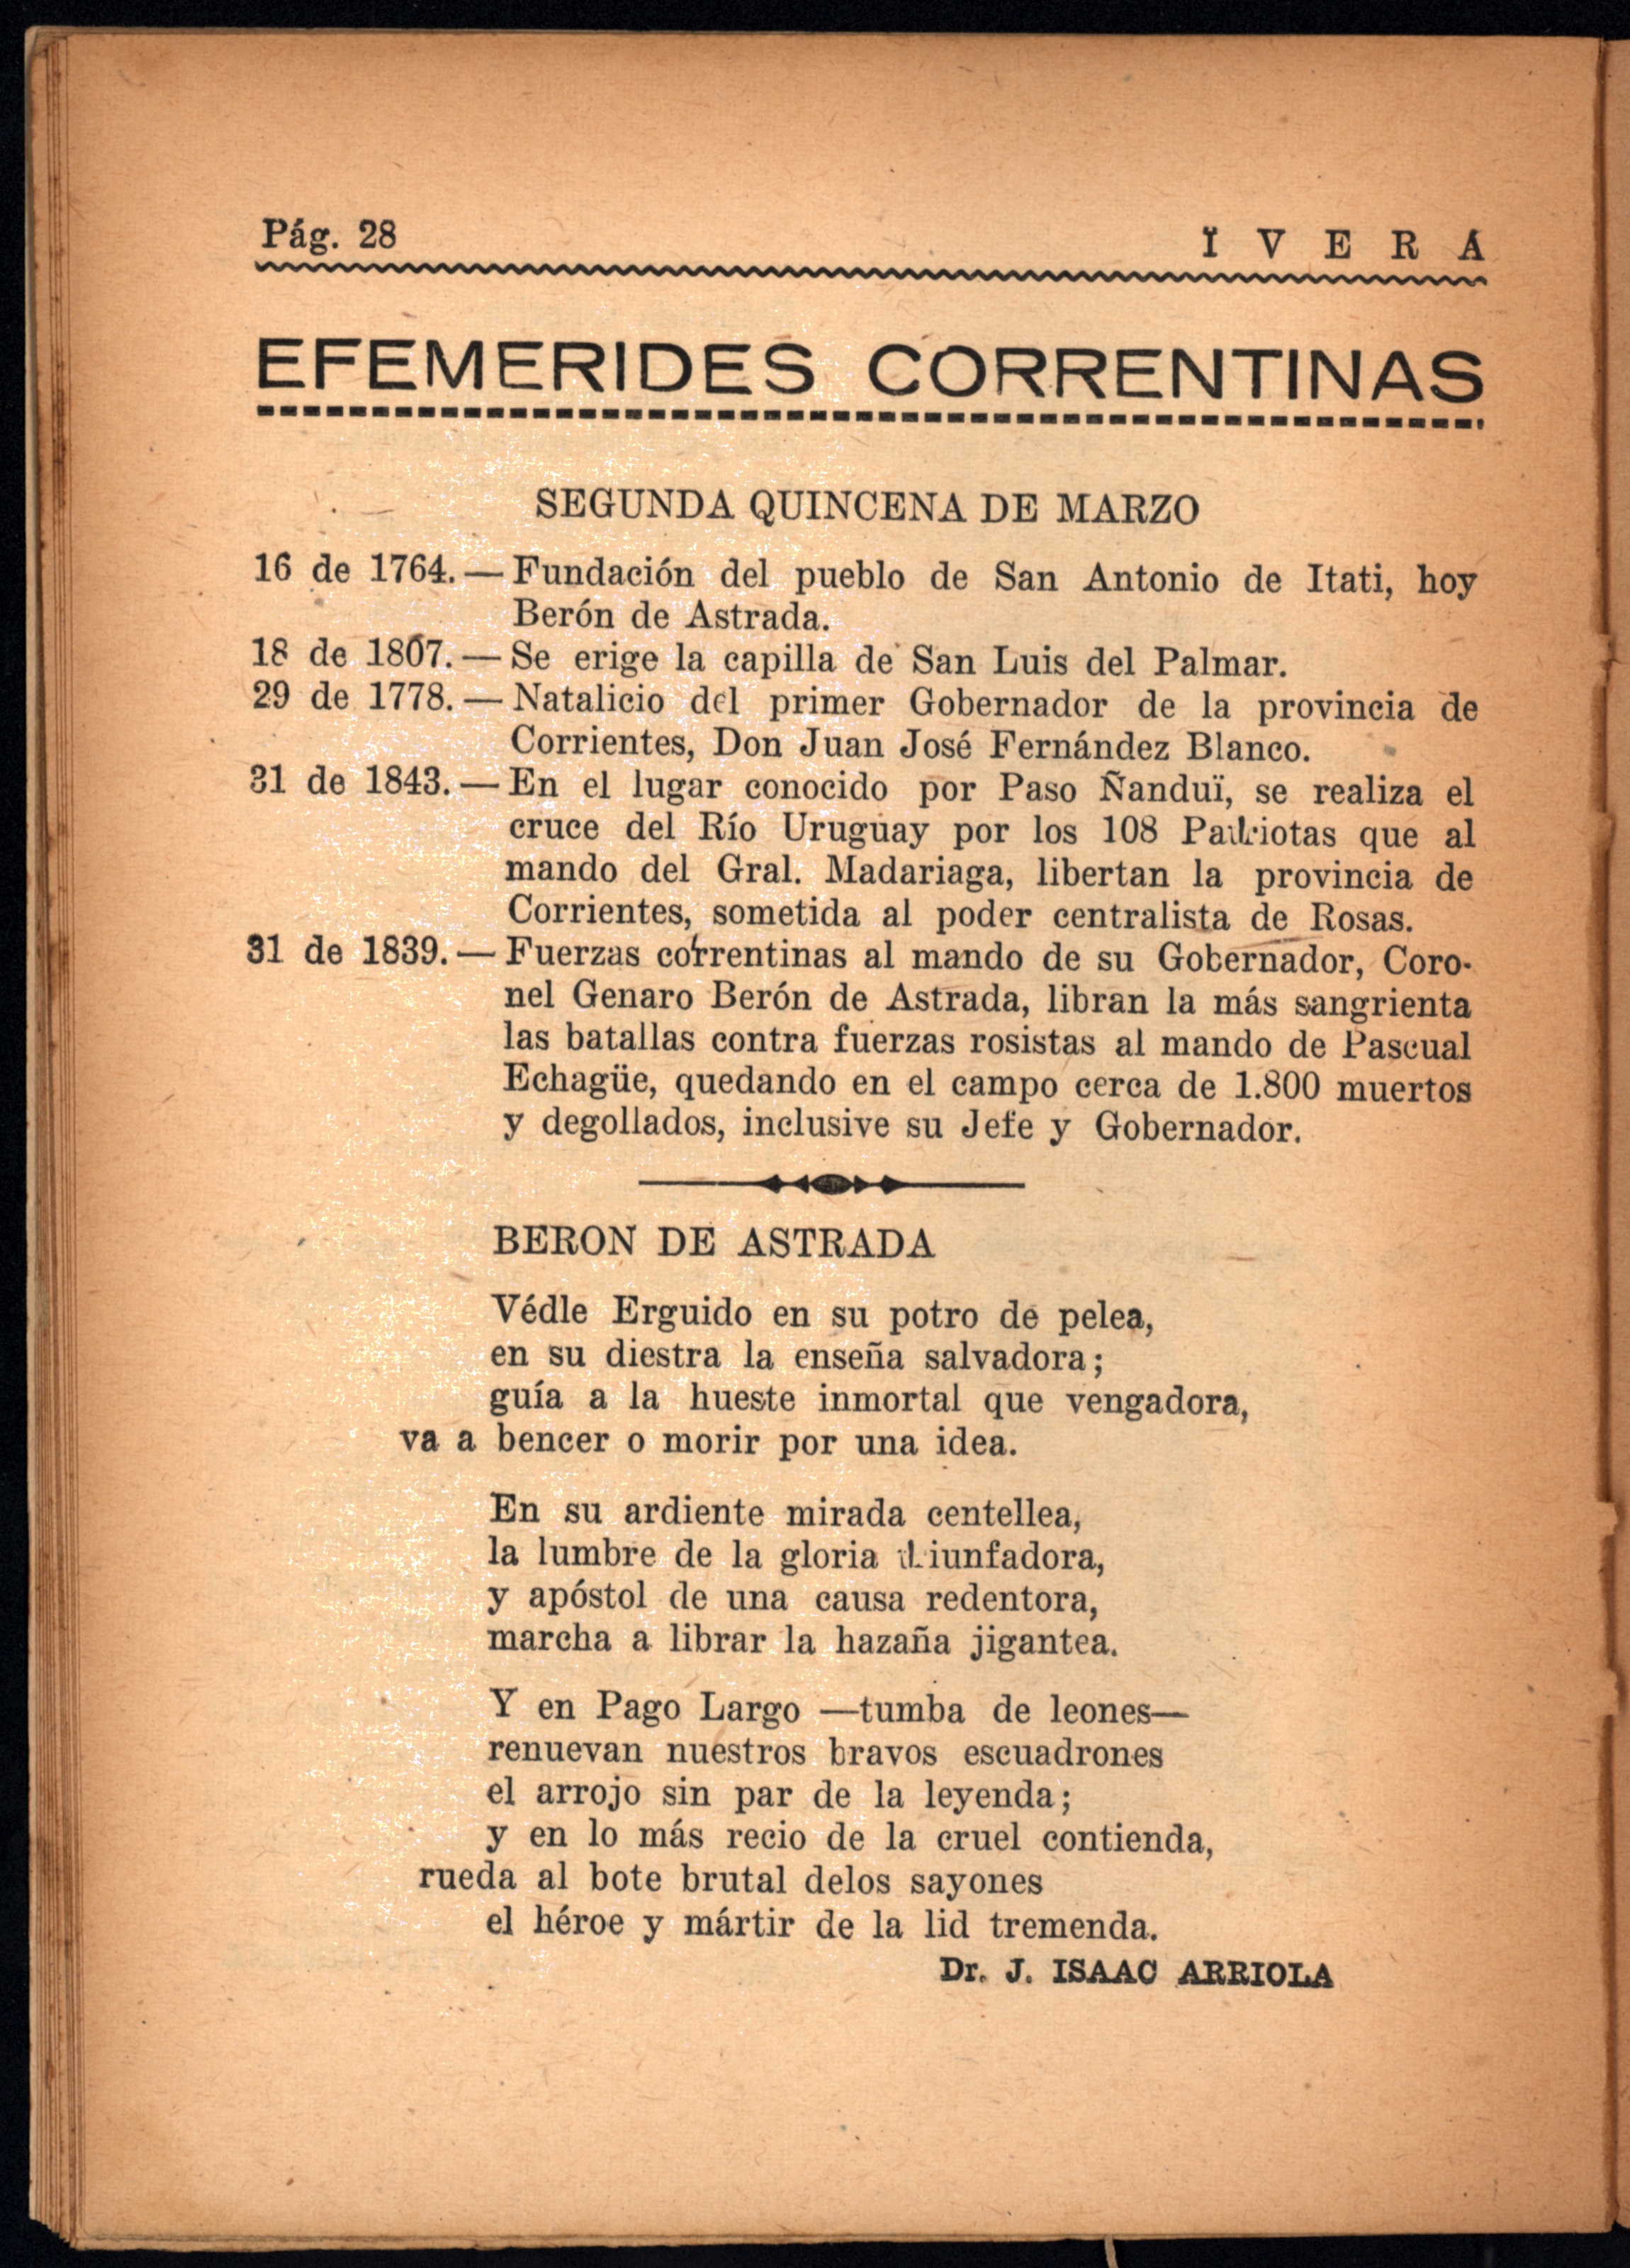 Pág. 28
Ï V E R Á
EFEMERIDES CORRENTINAS
SEGUNDA QUINCENA DE MARZO
16 de 1764.— Fundación del pueblo de San Antonio de Itati, hoy
Berón de Astrada.
18 de 1807.— Se erige la capilla de San Luis del Palmar.
29 de 1778.— Natalicio del primer Gobernador de la provincia de
Corrientes, Don Juan José Fernández Blanco.
31 de 1843.— En el lugar conocido por Paso Ñanduï, se realiza el
cruce del Río Uruguay por los 108 Patriotas que al
mando del Gral. Madariaga, libertan la provincia de
Corrientes, sometida al poder centralista de Rosas.
31 de 1839.— Fuerzas correntinas al mando de su Gobernador, Coro-
nel Genaro Berón de Astrada, libran la más sangrienta
las batallas contra fuerzas rosistas al mando de Pascual
Echagüe, quedando en el campo cerca de 1.800 muertos
y degollados, inclusive su Jefe y Gobernador.
BERON DE ASTRADA
Védle Erguido en su potro de pelea,
en su diestra la enseña salvadora;
guía a la hueste inmortal que vengadora,
va a bencer o morir por una idea.
En su ardiente mirada centellea,
la lumbre de la gloria triunfadora,
y apóstol de una causa redentora,
marcha a librar la hazaña jigantea.
Y en Pago Largo —tumba de leones—
renuevan nuestros bravos escuadrones
el arrojo sin par de la leyenda;
y en lo más recio de la cruel contienda,
rueda al bote brutal delos sayones
el héroe y mártir de la lid tremenda.
Dr. J. ISAAC ARRIOLA